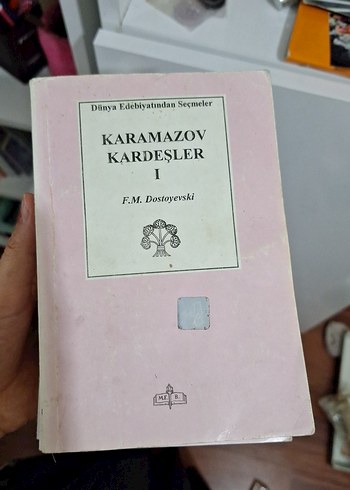 Dünya Edebiyatından Seçmeler
KARAMAZOV
KARDEŞLER
I
F.M. Dostoyevski
M.E. B.